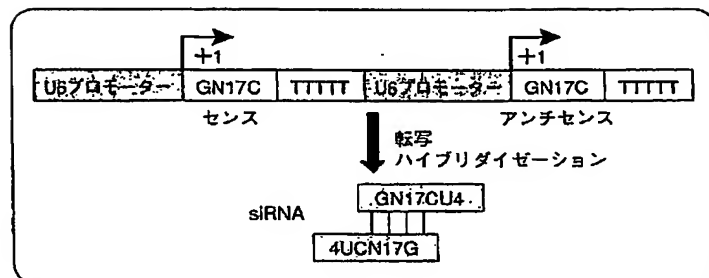 +1 +1
U6プロモーター GN17C TTTTT U6プロモーター GN17C TTTTT
センス アンチセンス
転写
ハイブリダイゼーション
siRNA
GN17CU4
4UCN17G